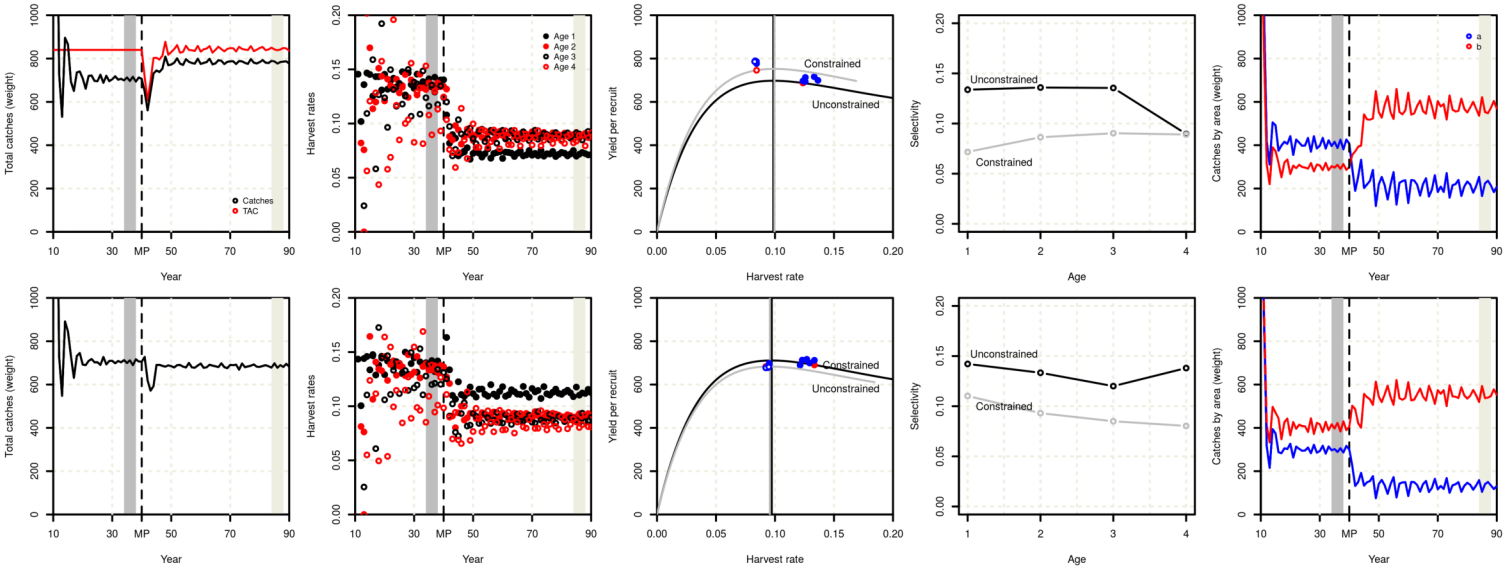 Total catches (weight)
0 200 400 600 800 1000
Catches
TAC
10 30 MP 50 70 90
Year
Harvest rates
0.00 0.05 0.10 0.15 0.20
Age 1
Age 2
Age 3
Age 4
10 30 MP 50 70 90
Year
Yield per recruit
0 200 400 600 800 1000
Constrained
Unconstrained
0.00 0.05 0.10 0.15 0.20
Harvest rate
Selectivity
0.00 0.05 0.10 0.15 0.20
Unconstrained
Constrained
1 2 3 4
Age
Catches by area (weight)
0 200 400 600 800 1000
a
b
10 30 MP 50 70 90
Year
Total catches (weight)
0 200 400 600 800 1000
10 30 MP 50 70 90
Year
Harvest rates
0.00 0.05 0.10 0.15 0.20
10 30 MP 50 70 90
Year
Yield per recruit
0 200 400 600 800 1000
Constrained
Unconstrained
0.00 0.05 0.10 0.15 0.20
Harvest rate
Selectivity
0.00 0.05 0.10 0.15 0.20
Unconstrained
Constrained
1 2 3 4
Age
Catches by area (weight)
0 200 400 600 800 1000
10 30 MP 50 70 90
Year